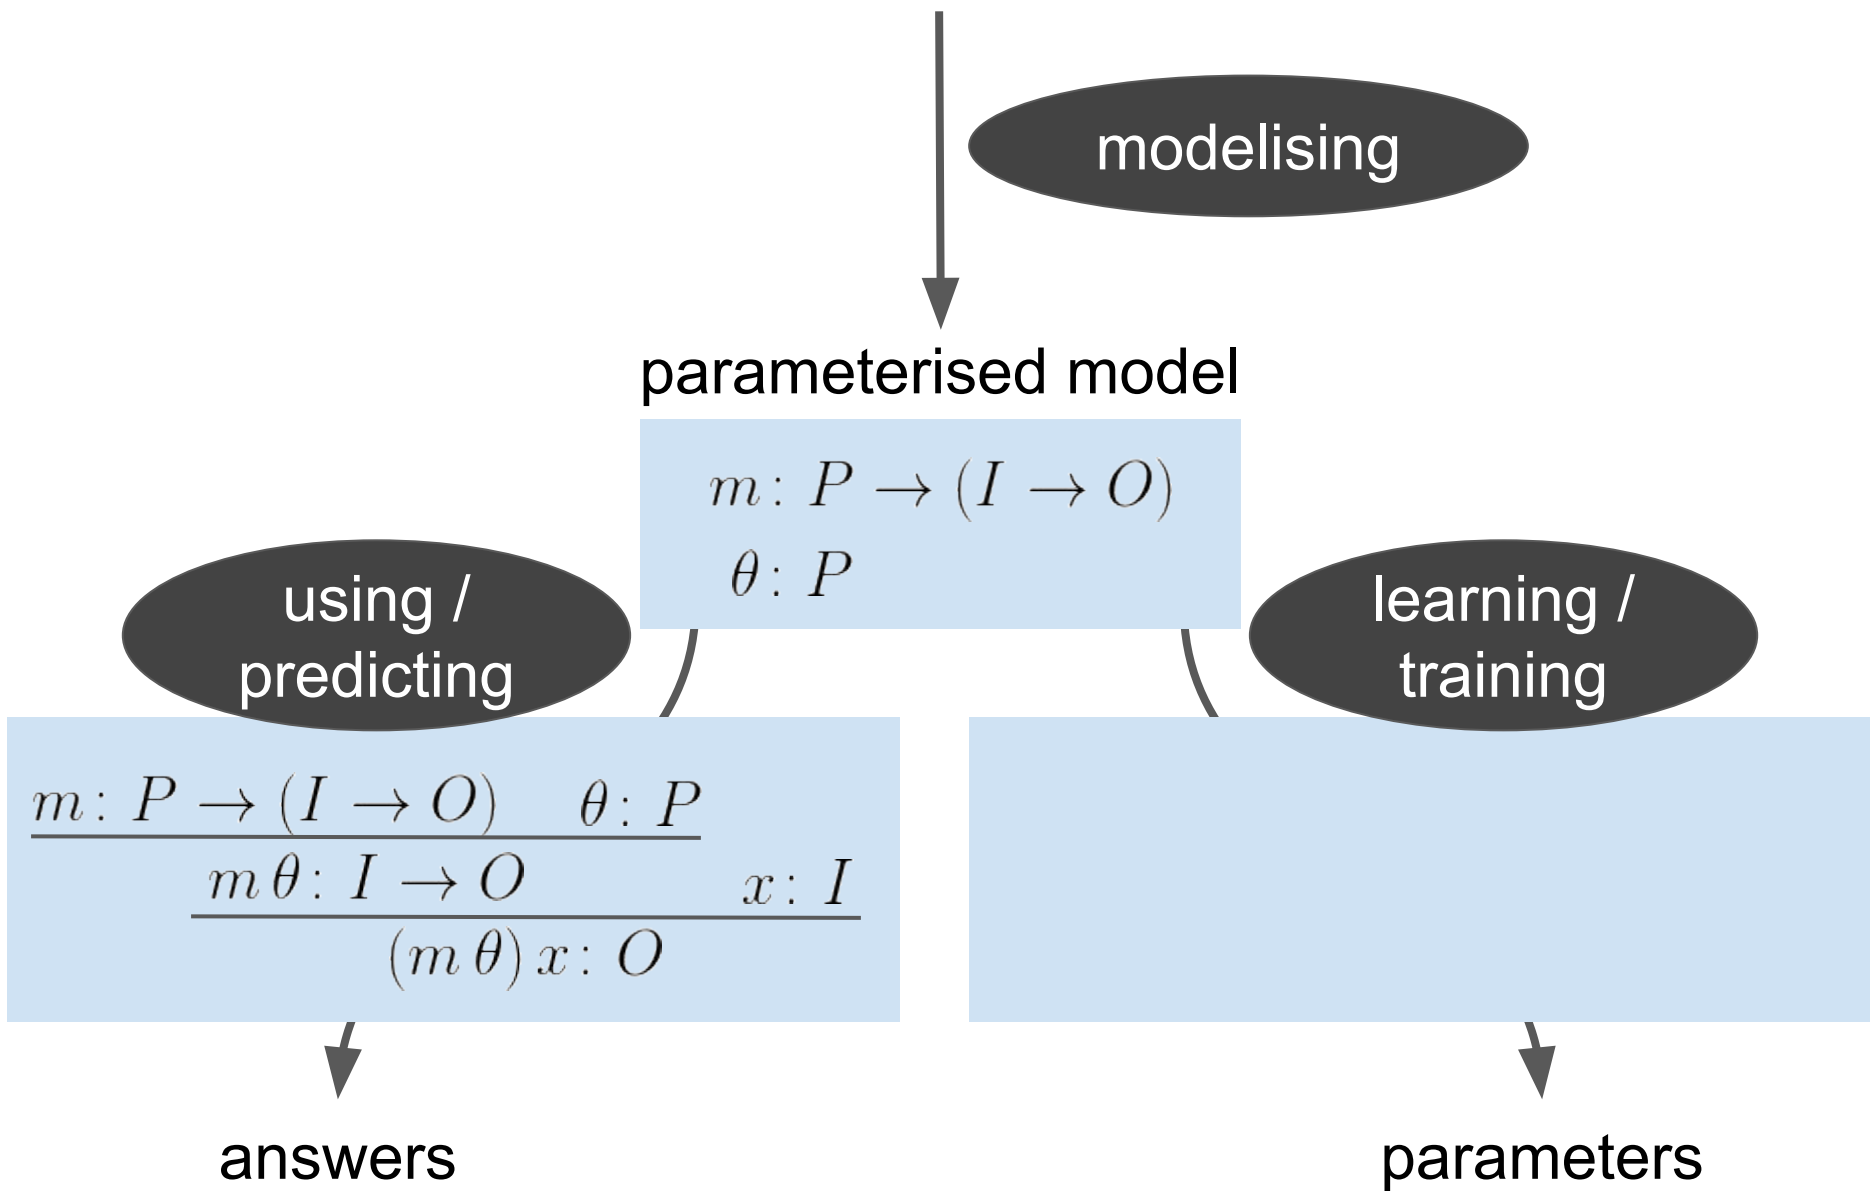 modelising
parameterised model
m: P → (I → O)
θ: P
using /
predicting
learning /
training
m: P → (I → O) θ: P
m θ: I → O x: I
(m θ) x: O
answers
parameters